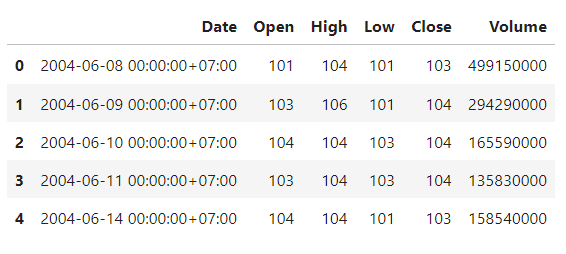 Date Open High Low Close Volume
0 2004-06-08 00:00:00+07:00 101 104 101 103 499150000
1 2004-06-09 00:00:00+07:00 103 106 101 104 294290000
2 2004-06-10 00:00:00+07:00 104 104 103 104 165590000
3 2004-06-11 00:00:00+07:00 103 104 103 104 135830000
4 2004-06-14 00:00:00+07:00 104 104 101 103 158540000